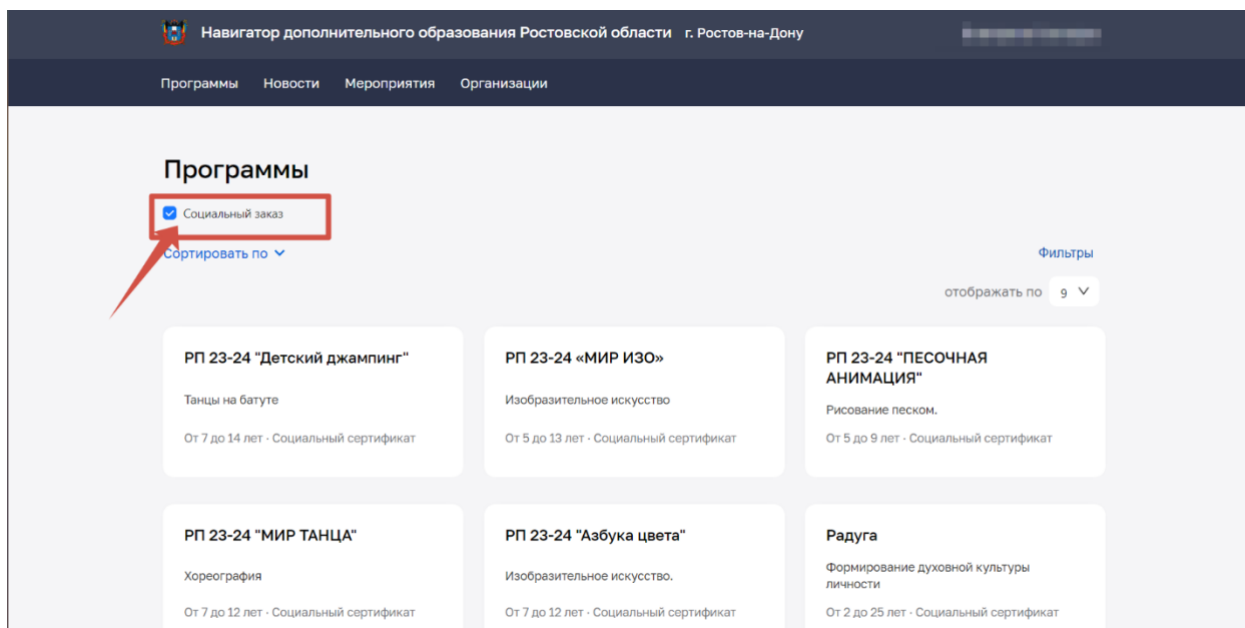 Навигатор дополнительного образования Ростовской области г. Ростов-на-Дону
Программы Новости Мероприятия Организации
Программы
Социальный заказ
Сортировать по
Фильтры
отображать по 9
РП 23-24 "Детский джампинг"
Танцы на батуте
От 7 до 14 лет · Социальный сертификат
РП 23-24 «МИР ИЗО»
Изобразительное искусство
От 5 до 13 лет · Социальный сертификат
РП 23-24 "ПЕСОЧНАЯ
АНИМАЦИЯ"
Рисование песком.
От 5 до 9 лет · Социальный сертификат
РП 23-24 "МИР ТАНЦА"
Хореография
От 7 до 12 лет · Социальный сертификат
РП 23-24 "Азбука цвета"
Изобразительное искусство.
От 7 до 12 лет · Социальный сертификат
Радуга
Формирование духовной культуры
личности
От 2 до 25 лет · Социальный сертификат